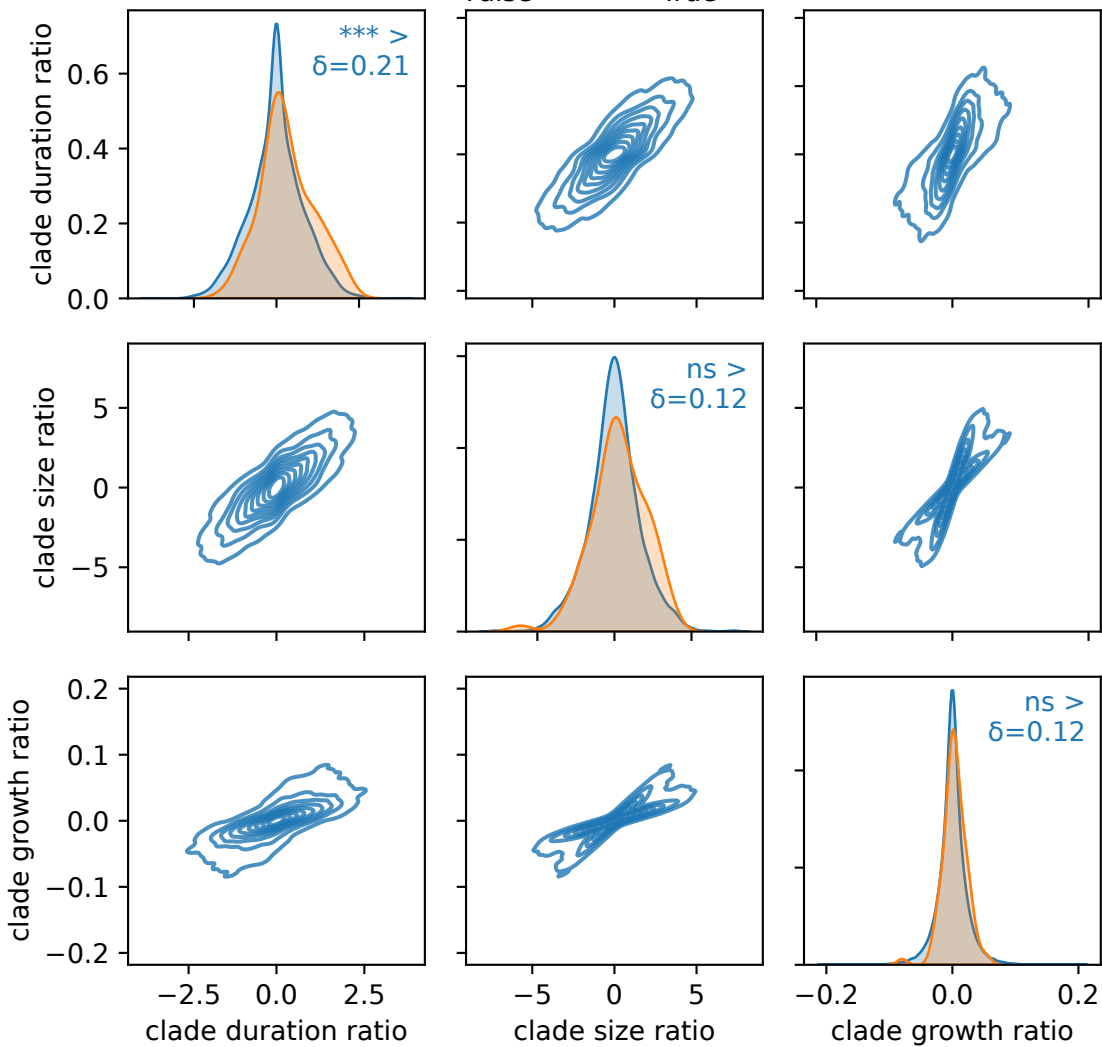 clade duration ratio
0.6
0.4
0.2
0.0
*** >
δ=0.21
clade size ratio
5
0
−5
ns >
δ=0.12
clade growth ratio
0.2
0.1
0.0
−0.1
−0.2
ns >
δ=0.12
−2.5
0.0
2.5
clade duration ratio
−5
0
5
clade size ratio
−0.2
0.0
0.2
clade growth ratio